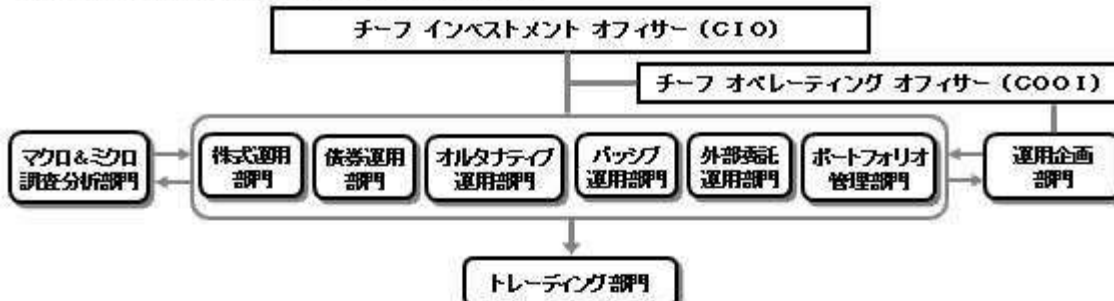 チーフ インベストメント オフィサー（CIO）
チーフ オペレーティング オフィサー（COOI）
マクロ＆ミクロ
調査分析部門
株式運用
部門
債券運用
部門
オルタナティブ
運用部門
パッシブ
運用部門
外部委託
運用部門
ポートフォリオ
管理部門
運用企画
部門
トレーディング部門